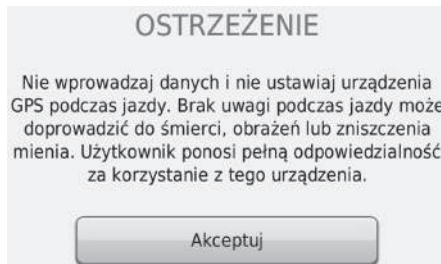 OSTRZEŻENIE
Nie wprowadzaj danych i nie ustawiaj urządzenia
GPS podczas jazdy. Brak uwagi podczas jazdy może
doprowadzić do śmierci, obrażeń lub zniszczenia
mienia. Użytkownik ponosi pełną odpowiedzialność
za korzystanie z tego urządzenia.
Akceptuj